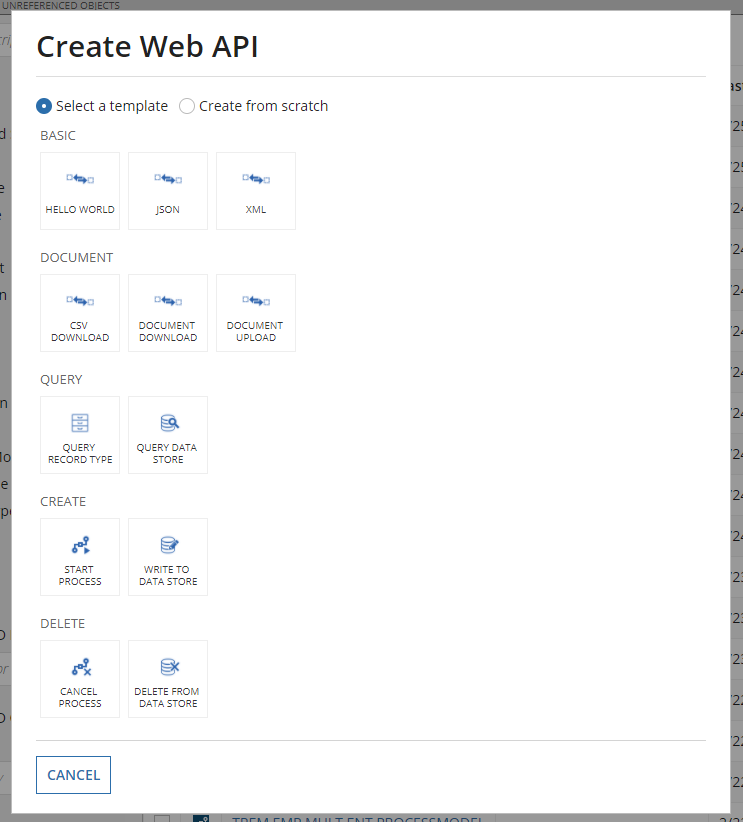 UNREFERENCED OBJECTS
Create Web API
Select a template
Create from scratch
BASIC
HELLO WORLD
JSON
XML
DOCUMENT
CSV
DOWNLOAD
DOCUMENT
DOWNLOAD
DOCUMENT
UPLOAD
QUERY
QUERY
RECORD TYPE
QUERY DATA
STORE
CREATE
START
PROCESS
WRITE TO
DATA STORE
DELETE
CANCEL
PROCESS
DELETE FROM
DATA STORE
CANCEL